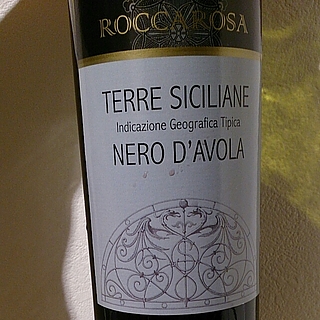 ROCCAROSA
TERRE SICILIANE
Indicazione Geografica Tipica
NERO D'AVOLA